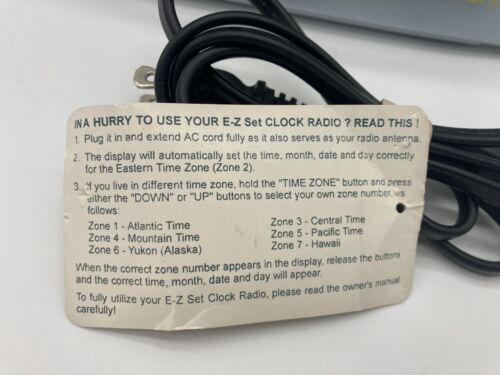 IN A HURRY TO USE YOUR E-Z Set CLOCK RADIO ? READ THIS !
1. Plug it in and extend AC cord fully as it also serves as your radio antenna.
2. The display will automatically set the time, month, date and day correctly
for the Eastern Time Zone (Zone 2).
3. If you live in different time zone, hold the "TIME ZONE" button and press
either the "DOWN" or "UP" buttons to select your own zone number as
follows:
Zone 1 - Atlantic Time
Zone 3 - Central Time
Zone 4 - Mountain Time
Zone 5 - Pacific Time
Zone 6 - Yukon (Alaska)
Zone 7 - Hawaii
When the correct zone number appears in the display, release the buttons
and the correct time, month, date and day will appear.
To fully utilize your E-Z Set Clock Radio, please read the owner's manual
carefully!